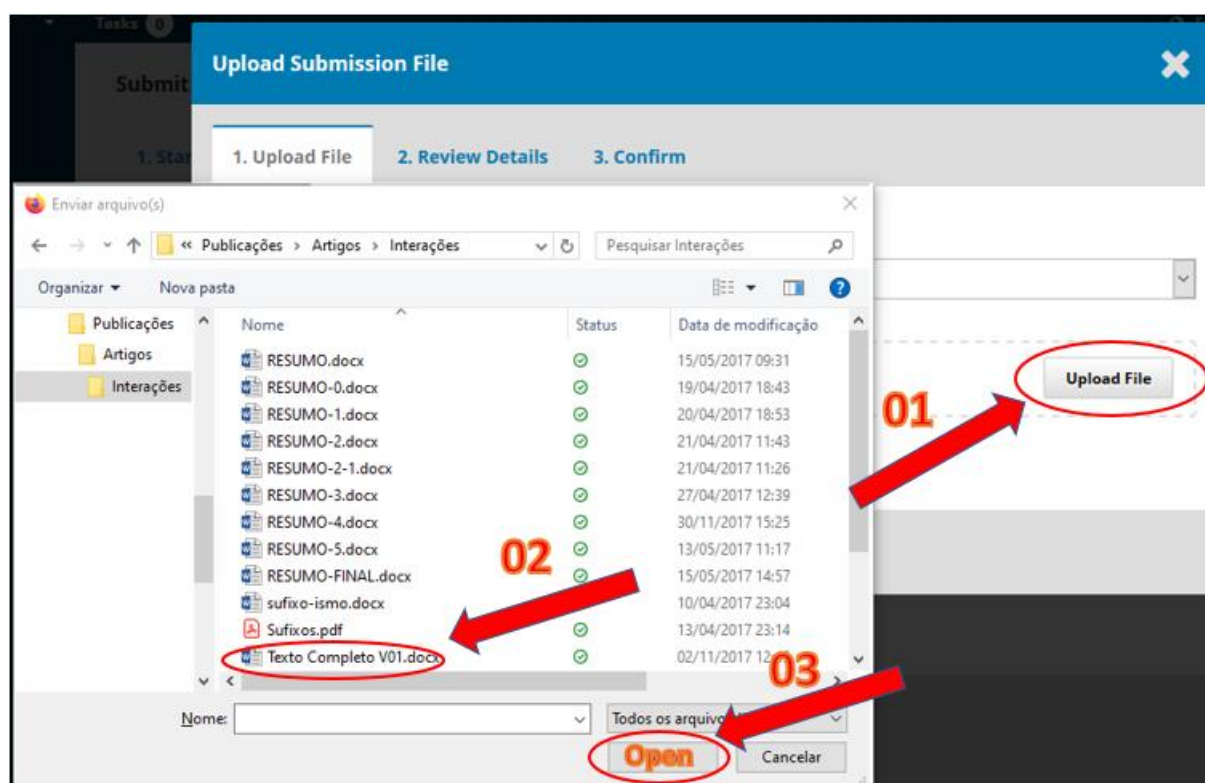 Tasks 0
Upload Submission File
Submit
1. Star
1. Upload File 2. Review Details 3. Confirm
Enviar arquivo(s)
« Publicações › Artigos › Interações Pesquisar Interações
Organizar Nova pasta
Publicações
Artigos
Interações
Nome Status Data de modificação
RESUMO.docx 15/05/2017 09:31
RESUMO-0.docx 19/04/2017 18:43
RESUMO-1.docx 20/04/2017 18:53
RESUMO-2.docx 21/04/2017 11:43
RESUMO-2-1.docx 21/04/2017 11:26
RESUMO-3.docx 27/04/2017 12:39
RESUMO-4.docx 30/11/2017 15:25
RESUMO-5.docx 13/05/2017 11:17
RESUMO-FINAL.docx 15/05/2017 14:57
sufixo-ismo.docx 10/04/2017 23:04
Sufixos.pdf 13/04/2017 23:14
Texto Completo V01.docx 02/11/2017
Upload File
01
02
03
Nome: Todos os arquivo
Open Cancelar